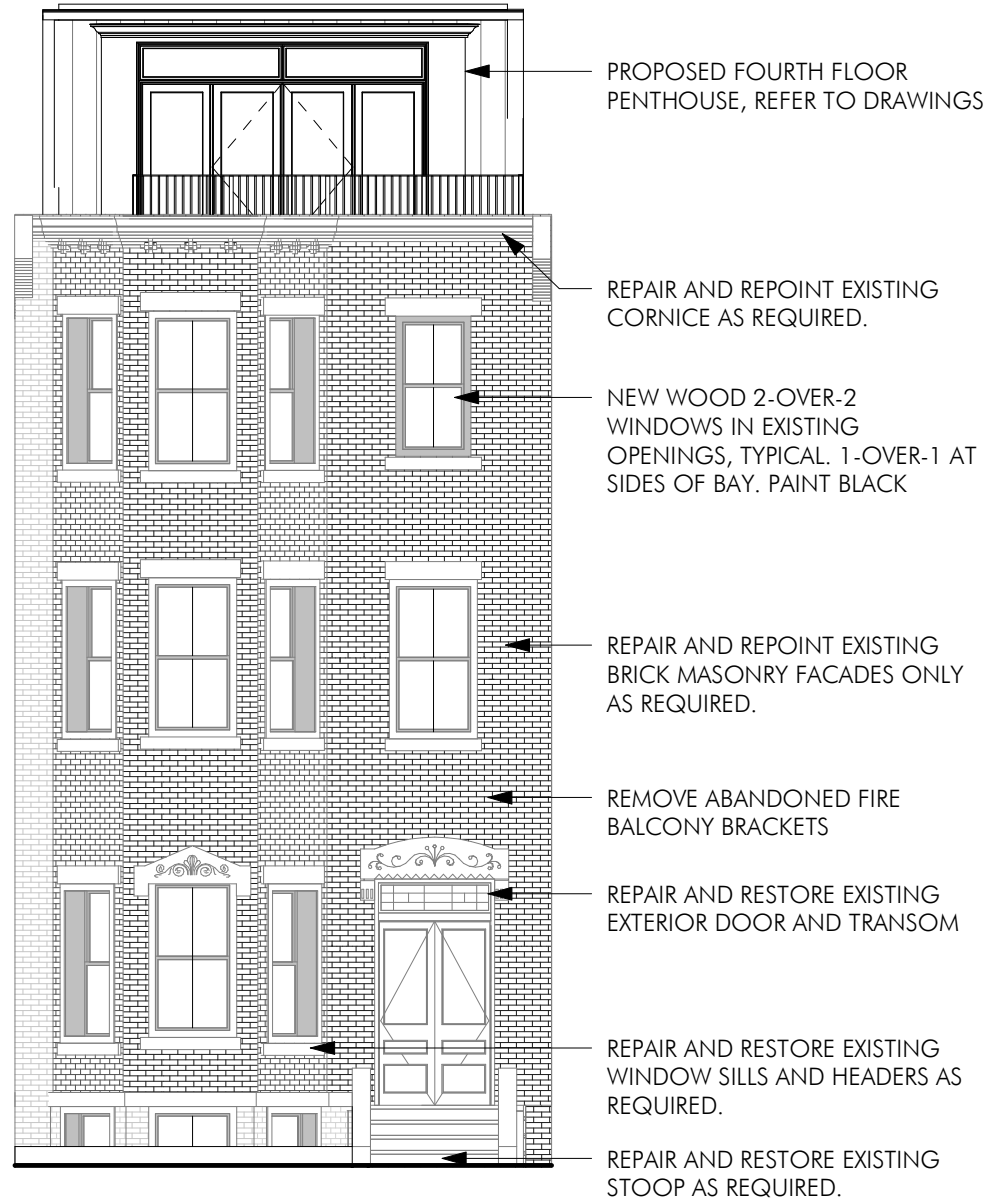 PROPOSED FOURTH FLOOR
PENTHOUSE, REFER TO DRAWINGS
REPAIR AND REPOINT EXISTING
CORNICE AS REQUIRED.
NEW WOOD 2-OVER-2
WINDOWS IN EXISTING
OPENINGS, TYPICAL. 1-OVER-1 AT
SIDES OF BAY. PAINT BLACK
REPAIR AND REPOINT EXISTING
BRICK MASONRY FACADES ONLY
AS REQUIRED.
REMOVE ABANDONED FIRE
BALCONY BRACKETS
REPAIR AND RESTORE EXISTING
EXTERIOR DOOR AND TRANSOM
REPAIR AND RESTORE EXISTING
WINDOW SILLS AND HEADERS AS
REQUIRED.
REPAIR AND RESTORE EXISTING
STOOP AS REQUIRED.